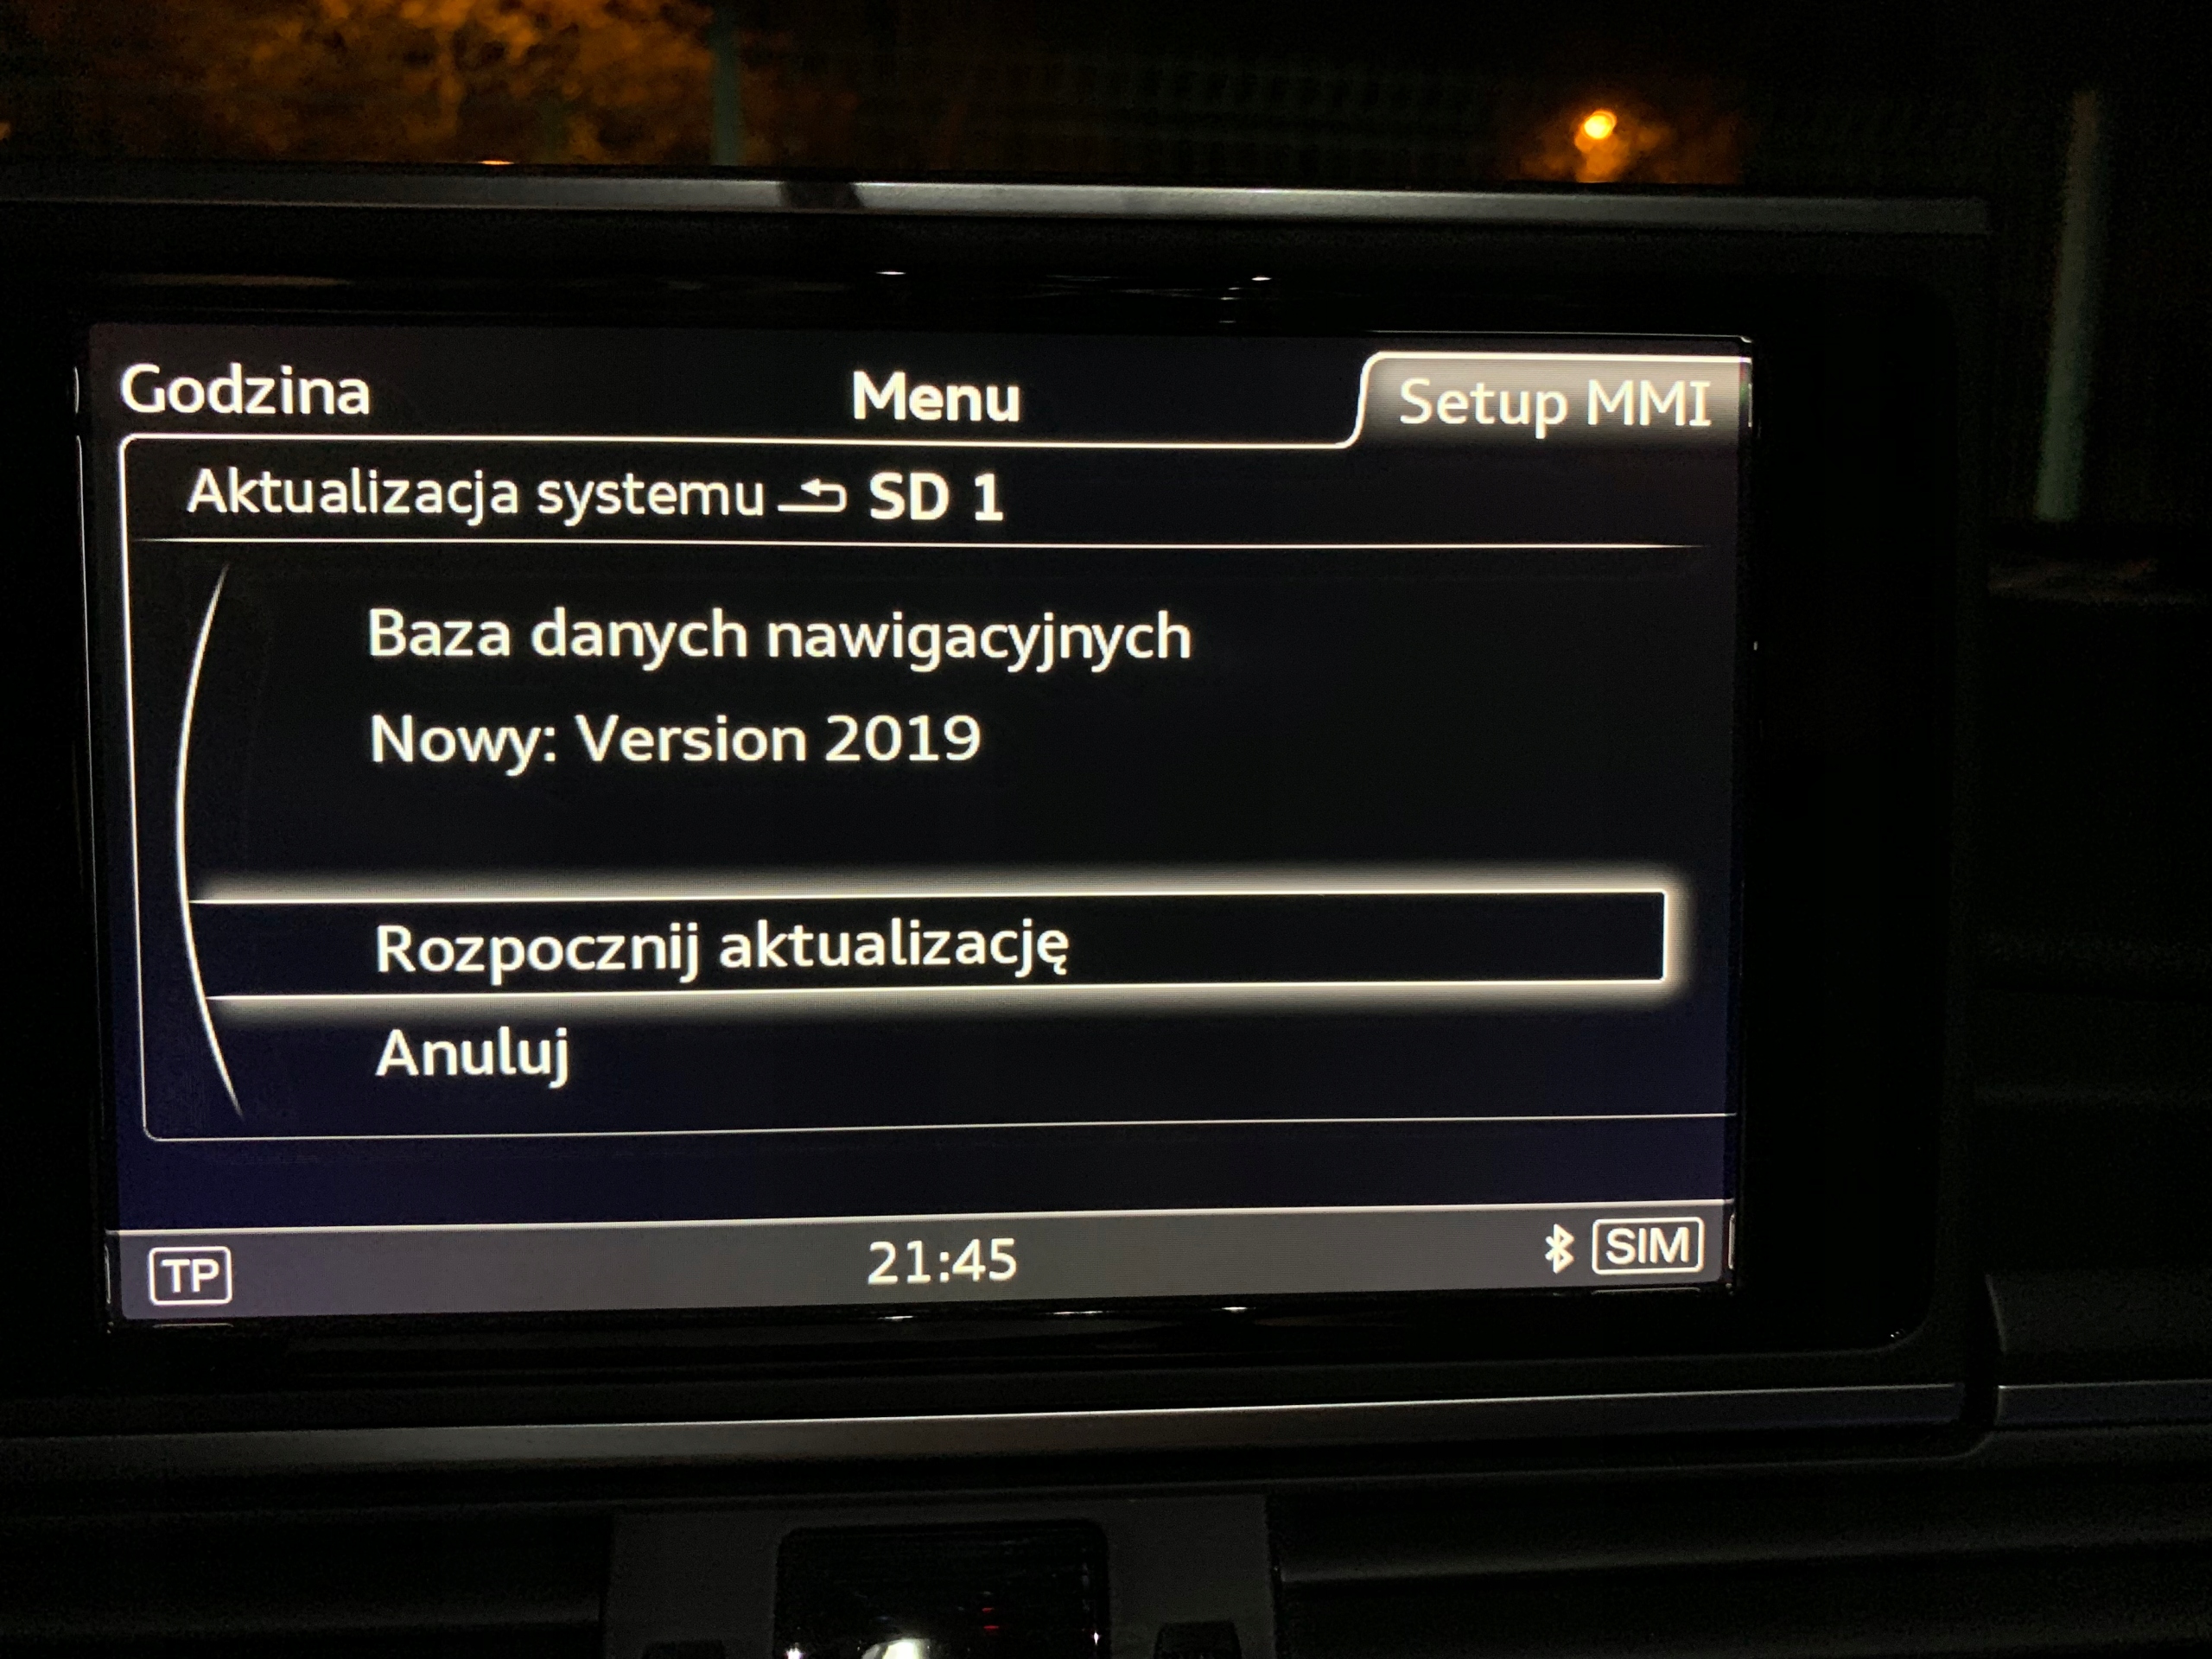 Godzina Menu Setup MMI
Aktualizacja systemu SD 1
Baza danych nawigacyjnych
Nowy: Version 2019
Rozpocznij aktualizację
Anuluj
TP 21:45 SIM